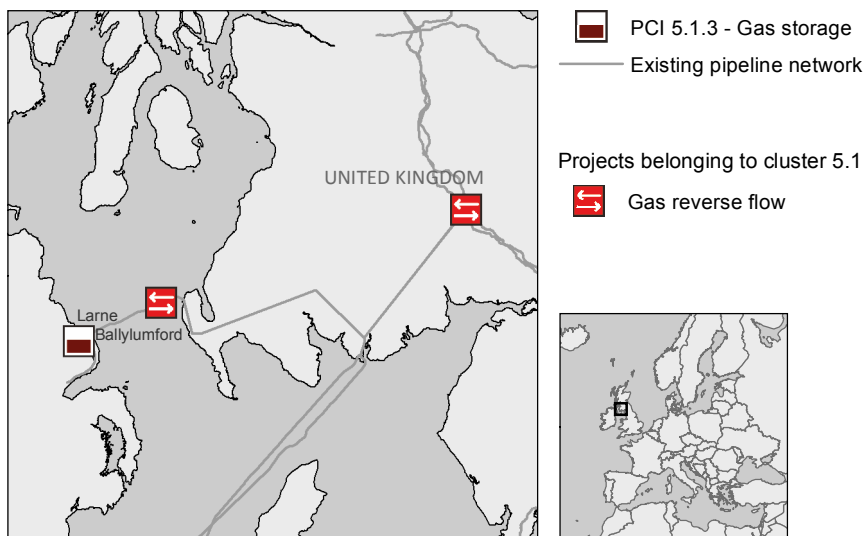 PCI 5.1.3 - Gas storage
Existing pipeline network
Projects belonging to cluster 5.1
Gas reverse flow
UNITED KINGDOM
Larne
Ballylumford